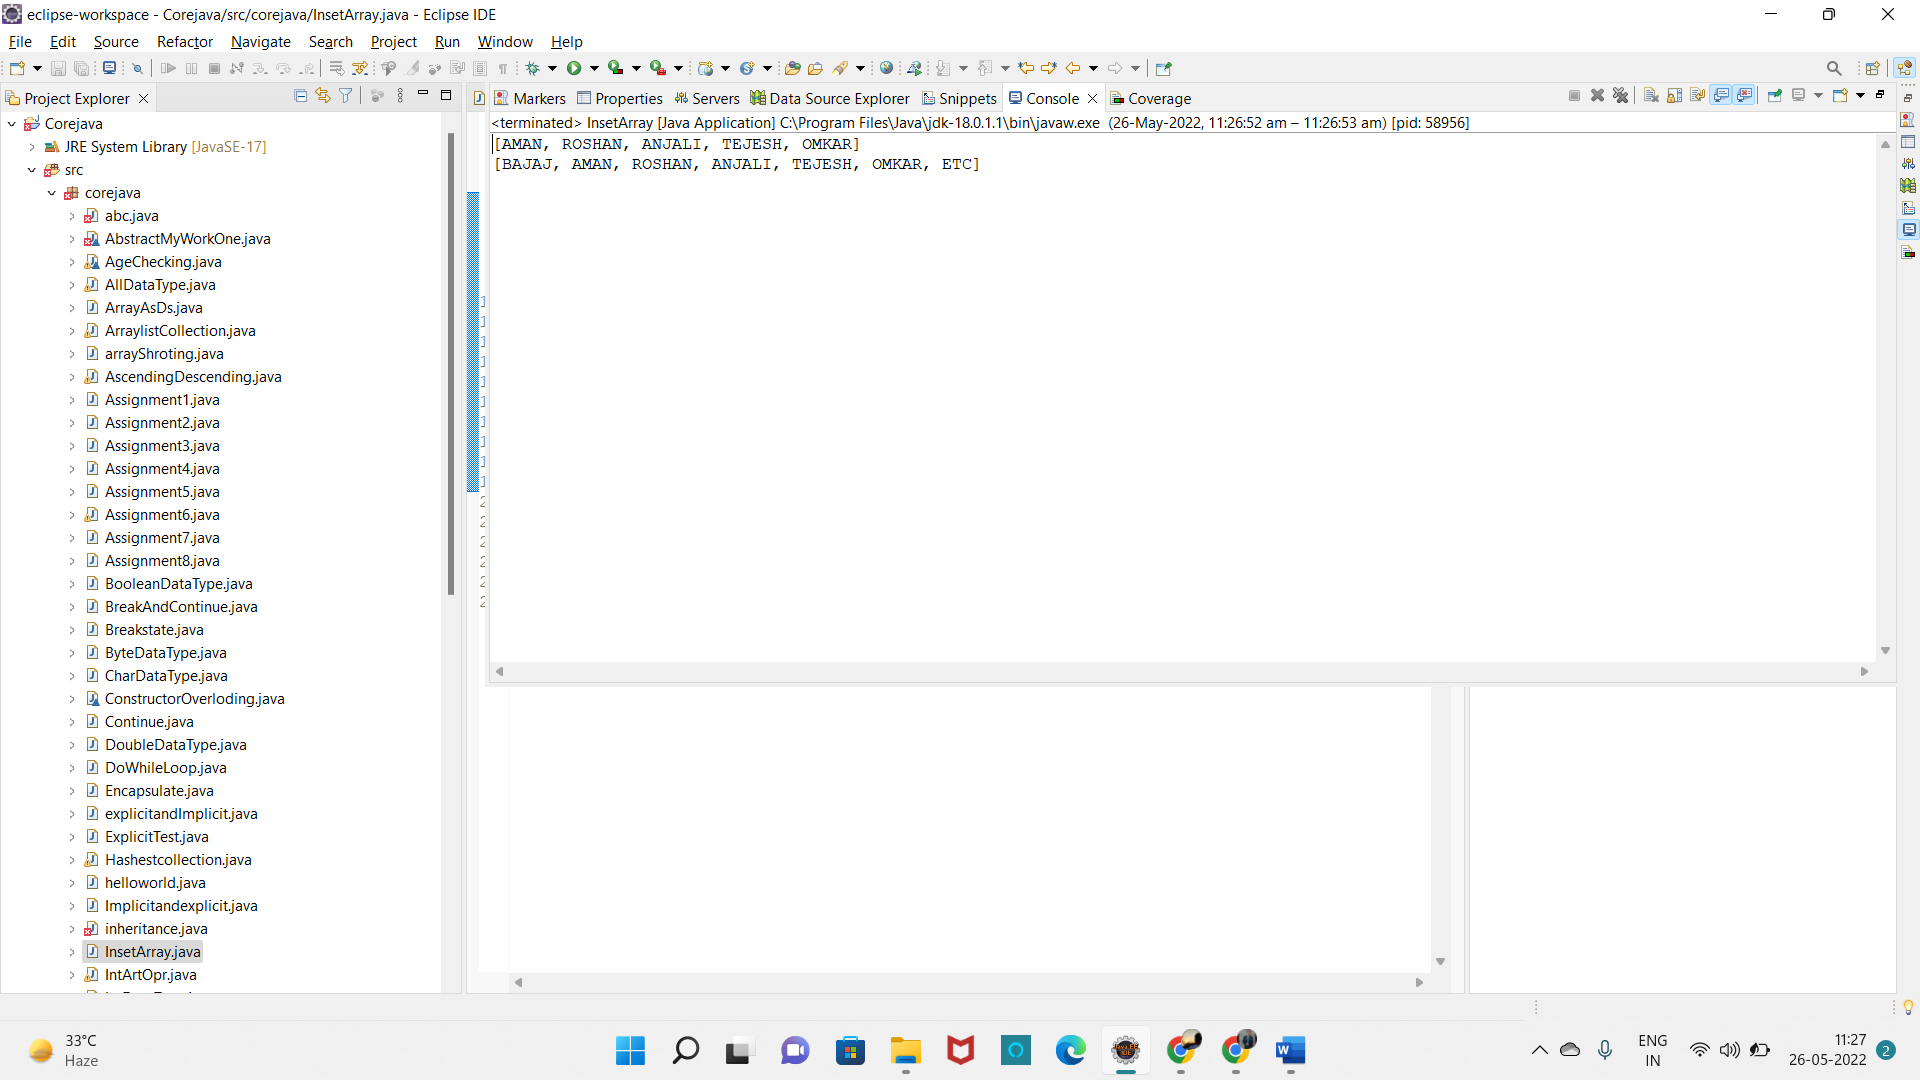 eclipse-workspace - Corejava/src/corejava/InsetArray.java - Eclipse IDE
File Edit Source Refactor Navigate Search Project Run Window Help
Project Explorer
Markers Properties Servers Data Source Explorer Snippets Console Coverage
<terminated> InsetArray [Java Application] C:\Program Files\Java\jdk-18.0.1.1\bin\javaw.exe (26-May-2022, 11:26:52 am – 11:26:53 am) [pid: 58956]
[AMAN, ROSHAN, ANJALI, TEJESH, OMKAR]
[BAJAJ, AMAN, ROSHAN, ANJALI, TEJESH, OMKAR, ETC]
Corejava
JRE System Library [JavaSE-17]
src
corejava
abc.java
AbstractMyWorkOne.java
AgeChecking.java
AllDataType.java
ArrayAsDs.java
ArraylistCollection.java
arrayShroting.java
AscendingDescending.java
Assignment1.java
Assignment2.java
Assignment3.java
Assignment4.java
Assignment5.java
Assignment6.java
Assignment7.java
Assignment8.java
BooleanDataType.java
BreakAndContinue.java
Breakstate.java
ByteDataType.java
CharDataType.java
ConstructorOverloding.java
Continue.java
DoubleDataType.java
DoWhileLoop.java
Encapsulate.java
explicitandImplicit.java
ExplicitTest.java
Hashestcollection.java
helloworld.java
Implicitandexplicit.java
inheritance.java
InsetArray.java
IntArtOpr.java
33°C
Haze
ENG
IN
11:27
26-05-2022
2